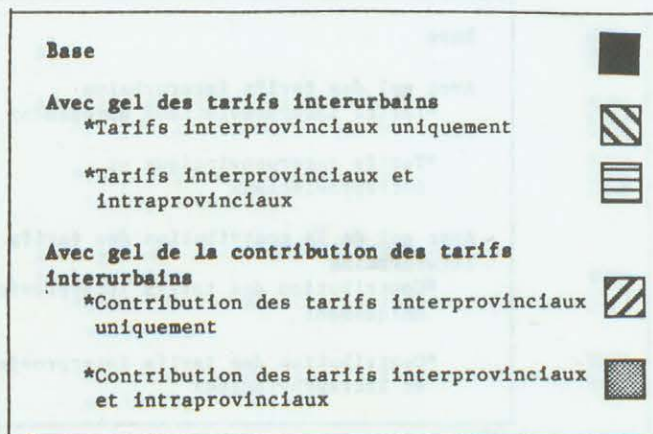 Base
Avec gel des tarifs interurbains
*Tarifs interprovinciaux uniquement
*Tarifs interprovinciaux et
intraprovinciaux
Avec gel de la contribution des tarifs
interurbains
*Contribution des tarifs interprovinciaux
uniquement
*Contribution des tarifs interprovinciaux
et intraprovinciaux